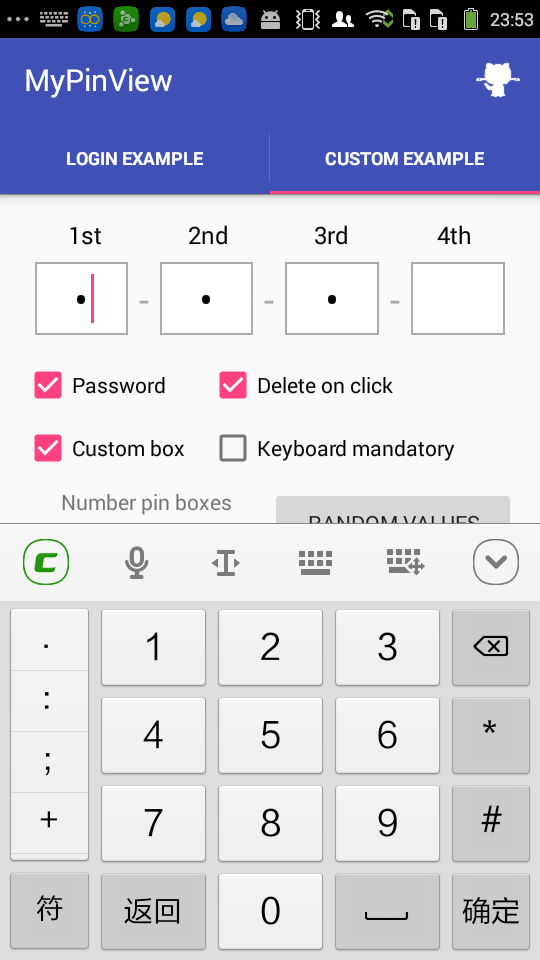 23:53
MyPinView
LOGIN EXAMPLE CUSTOM EXAMPLE
1st 2nd 3rd 4th
• - • - • -
Password Delete on click
Custom box Keyboard mandatory
Number pin boxes
RANDOM VALUES
. 1 2 3
: 4 5 6 *
;
+ 7 8 9 #
符 返回 0 确定